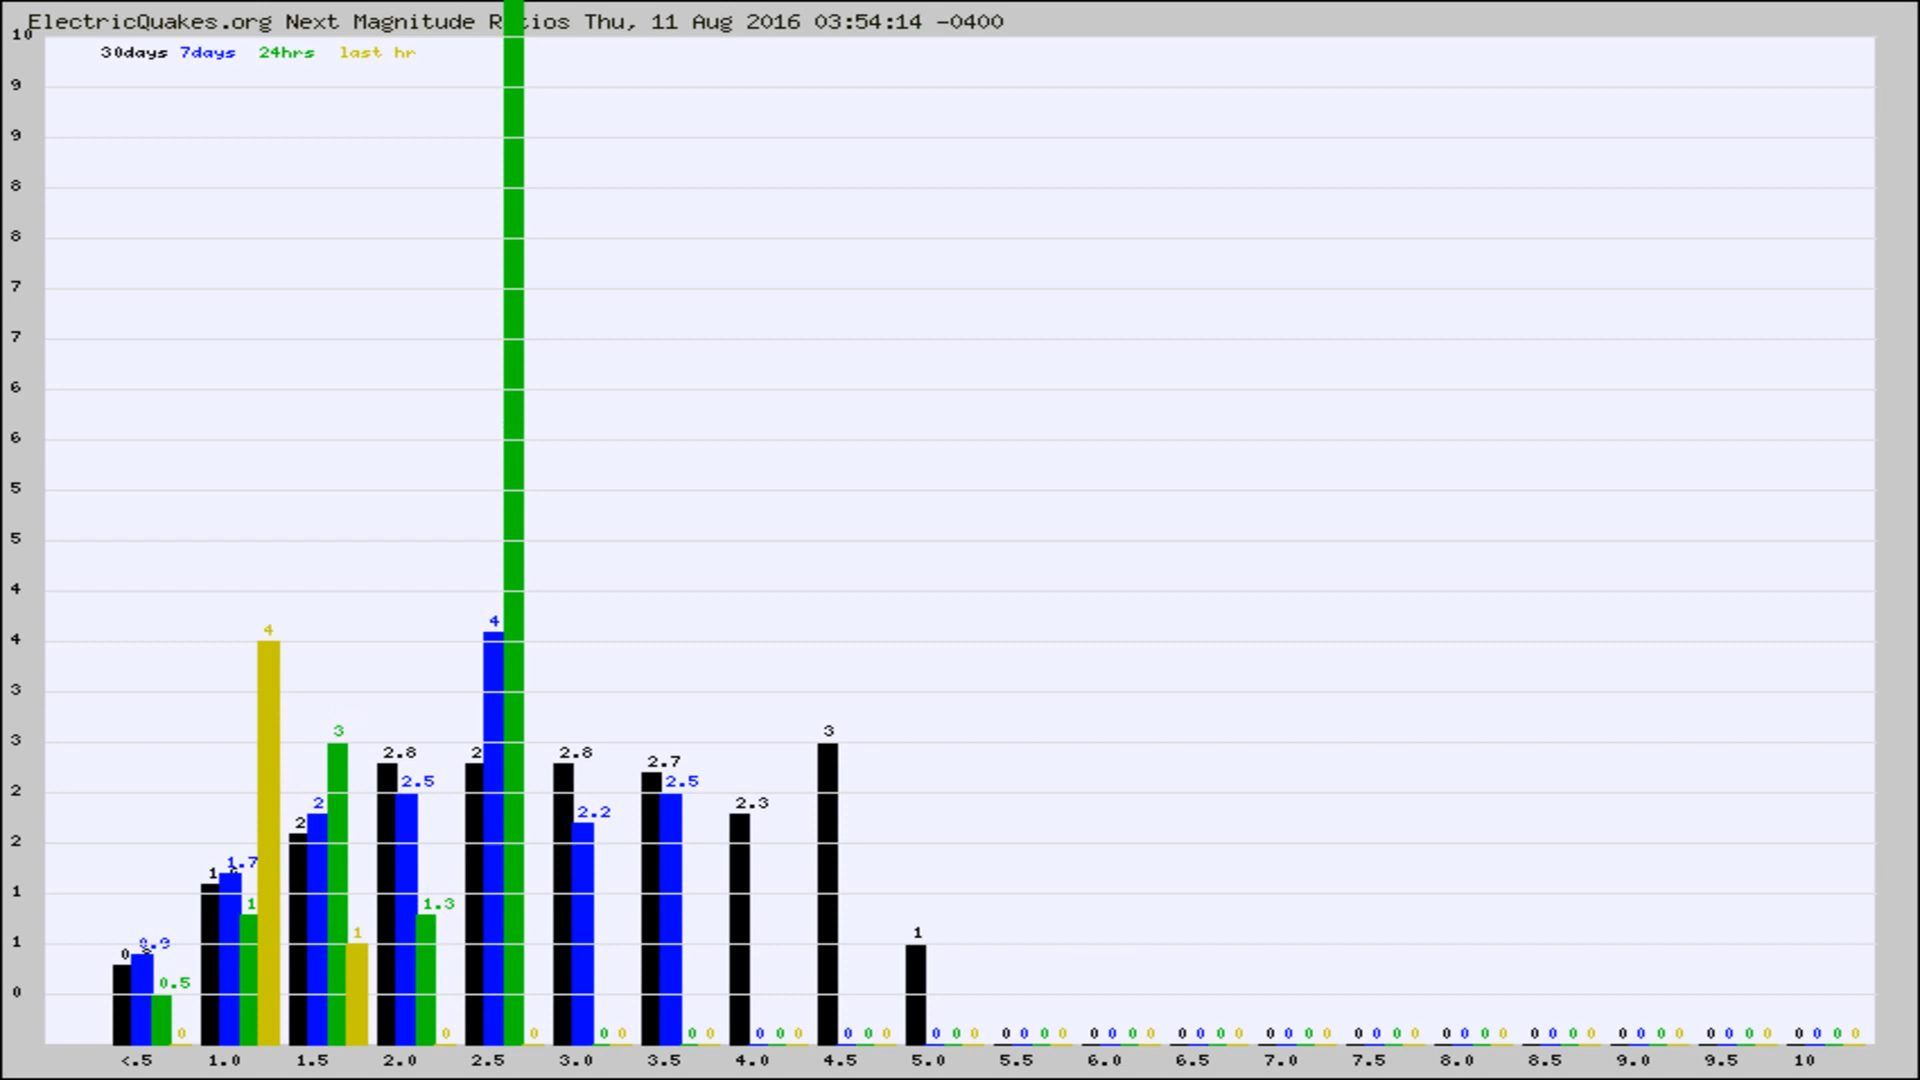 ElectricQuakes.org Next Magnitude R tios Thu, 11 Aug 2016 03:54:14 -0400
30days 7days 24hrs last hr
10
9
9
8
8
7
7
6
6
5
5
4
4
3
3
2
2
1
1
0
0 0.9 0.5 0
1 1.7 1 4
2 2 3 1
2.8 2.5 1.3 0
2 4 0
2.8 2.2 0 0
2.7 2.5 0 0
2.3 0 0 0
3 0 0 0
1 0 0 0
0 0 0 0
0 0 0 0
0 0 0 0
0 0 0 0
0 0 0 0
0 0 0 0
0 0 0 0
0 0 0 0
0 0 0 0
0 0 0 0
<.5 1.0 1.5 2.0 2.5 3.0 3.5 4.0 4.5 5.0 5.5 6.0 6.5 7.0 7.5 8.0 8.5 9.0 9.5 10